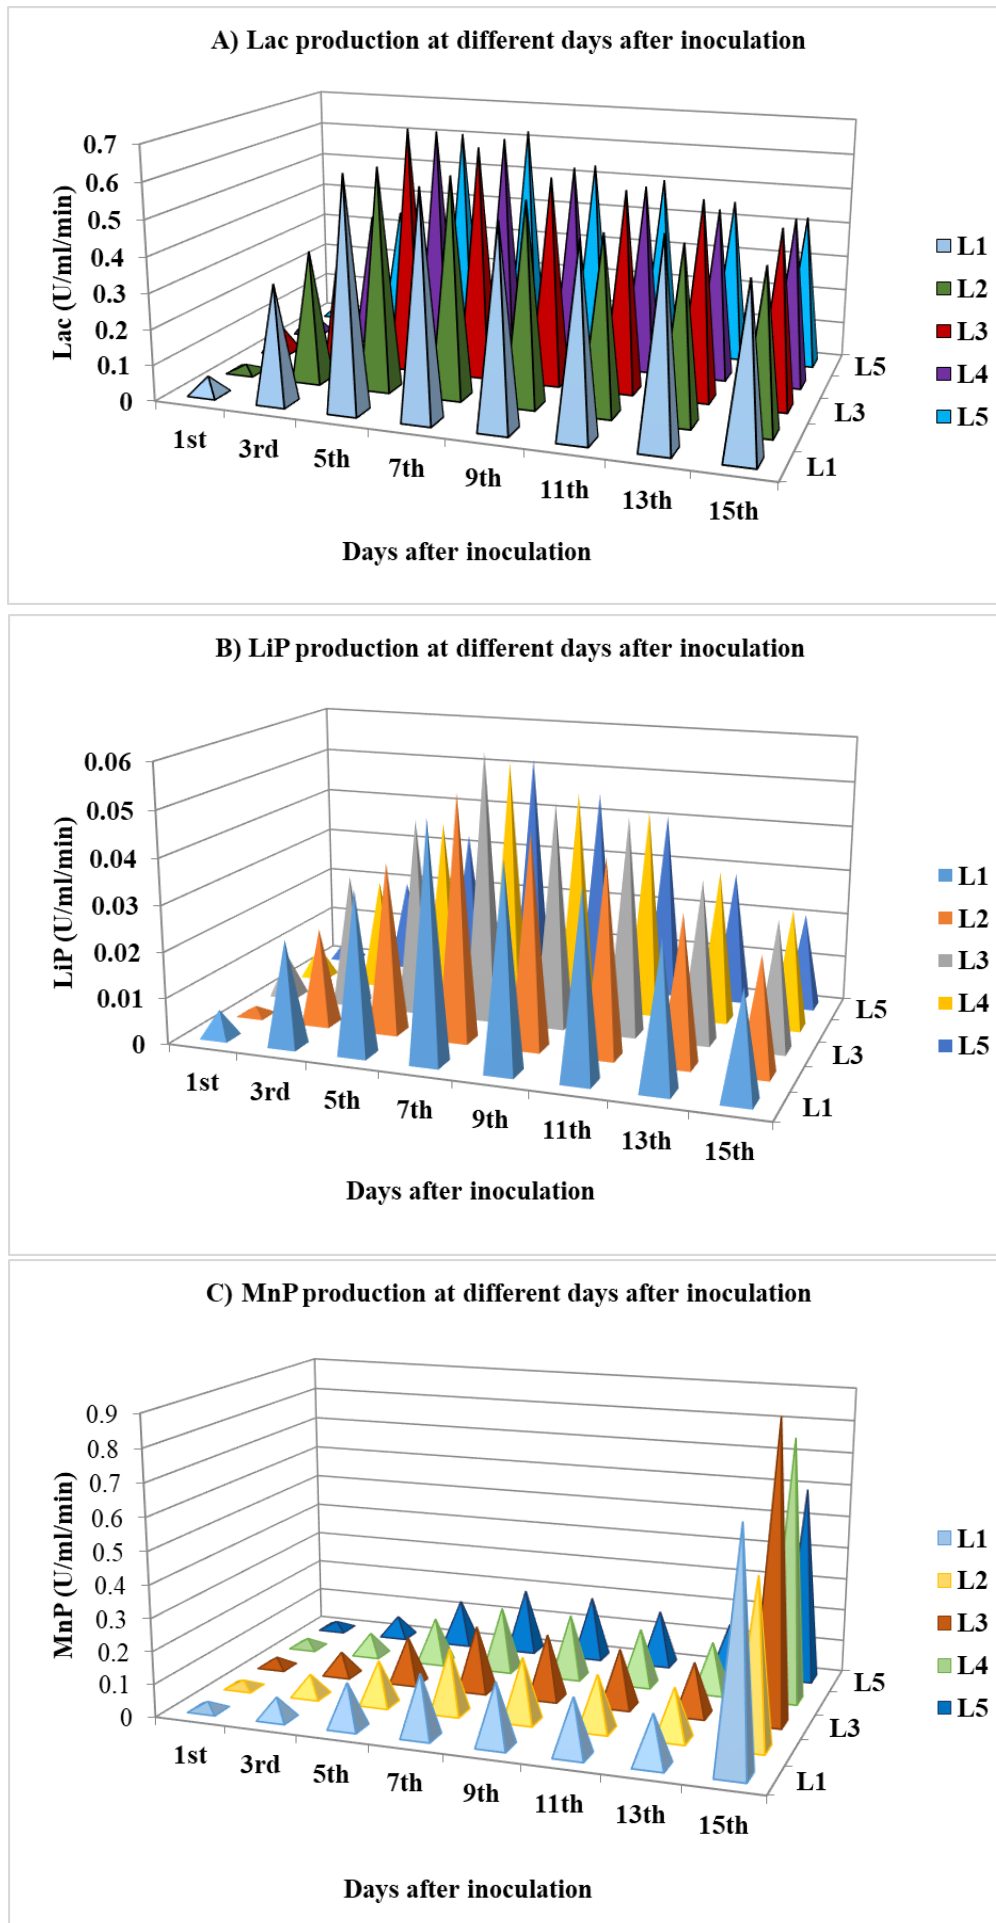 A) Lac production at different days after inoculation
0.7
0.6
0.5
0.4
0.3
0.2
0.1
0
Lac (U/ml/min)
1st
3rd
5th
7th
9th
11th
13th
15th
L5
L3
L1
Days after inoculation
L1
L2
L3
L4
L5
B) LiP production at different days after inoculation
0.06
0.05
0.04
0.03
0.02
0.01
0
LiP (U/ml/min)
1st
3rd
5th
7th
9th
11th
13th
15th
L5
L3
L1
Days after inoculation
L1
L2
L3
L4
L5
C) MnP production at different days after inoculation
0.9
0.8
0.7
0.6
0.5
0.4
0.3
0.2
0.1
0
MnP (U/ml/min)
1st
3rd
5th
7th
9th
11th
13th
15th
L5
L3
L1
Days after inoculation
L1
L2
L3
L4
L5